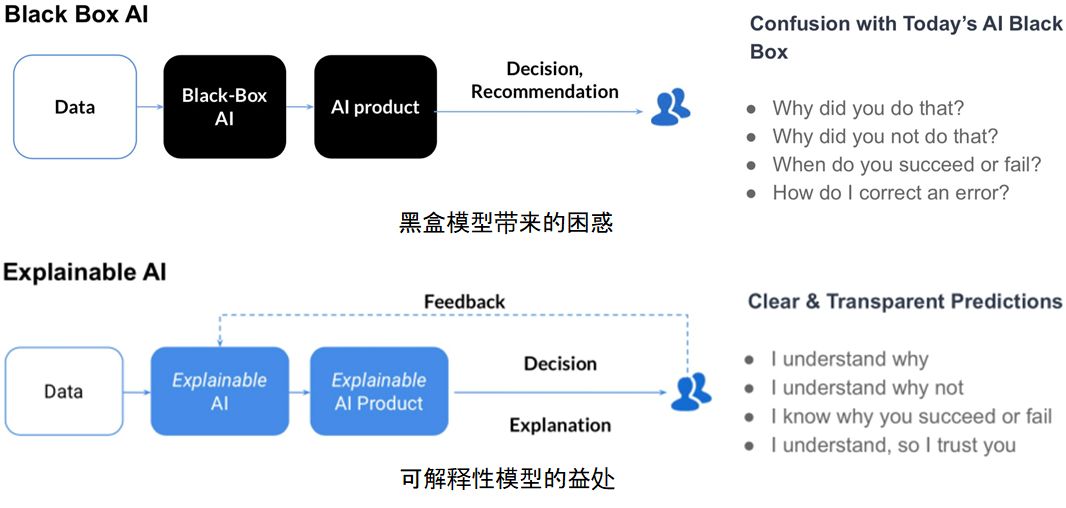 Black Box AI
Data
Black-Box
AI
AI product
Decision,
Recommendation
Confusion with Today’s AI Black
Box
● Why did you do that?
● Why did you not do that?
● When do you succeed or fail?
● How do I correct an error?
黑盒模型带来的困惑
Explainable AI
Feedback
Data
Explainable
AI
Explainable
AI Product
Decision
Explanation
Clear & Transparent Predictions
● I understand why
● I understand why not
● I know why you succeed or fail
● I understand, so I trust you
可解释性模型的益处